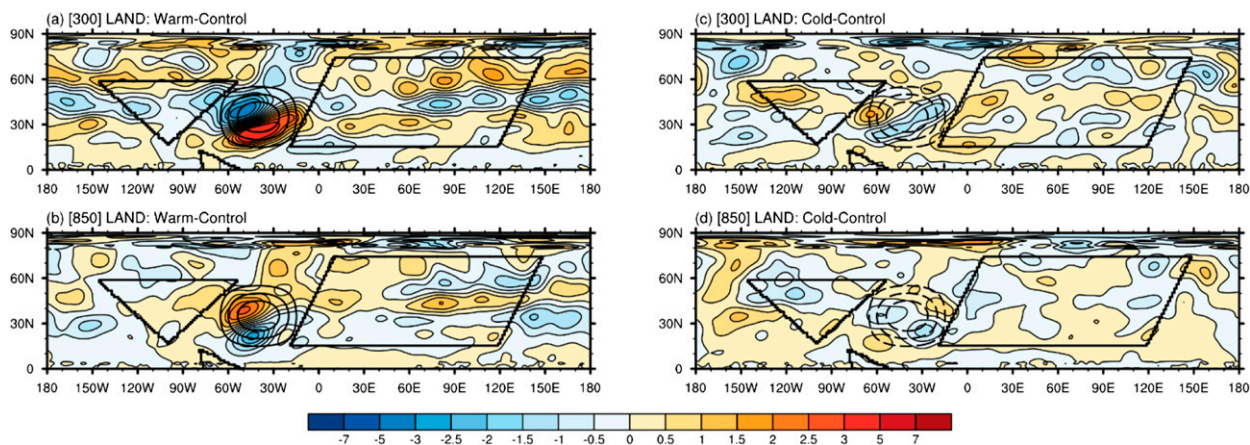 (a) [300] LAND: Warm-Control
90N
60N
30N
0
180 150W 120W 90W 60W 30W 0 30E 60E 90E 120E 150E 180
(c) [300] LAND: Cold-Control
90N
60N
30N
0
180 150W 120W 90W 60W 30W 0 30E 60E 90E 120E 150E 180
(b) [850] LAND: Warm-Control
90N
60N
30N
0
180 150W 120W 90W 60W 30W 0 30E 60E 90E 120E 150E 180
(d) [850] LAND: Cold-Control
90N
60N
30N
0
180 150W 120W 90W 60W 30W 0 30E 60E 90E 120E 150E 180
-7 -5 -3 -2.5 -2 -1.5 -1 -0.5 0 0.5 1 1.5 2 2.5 3 5 7